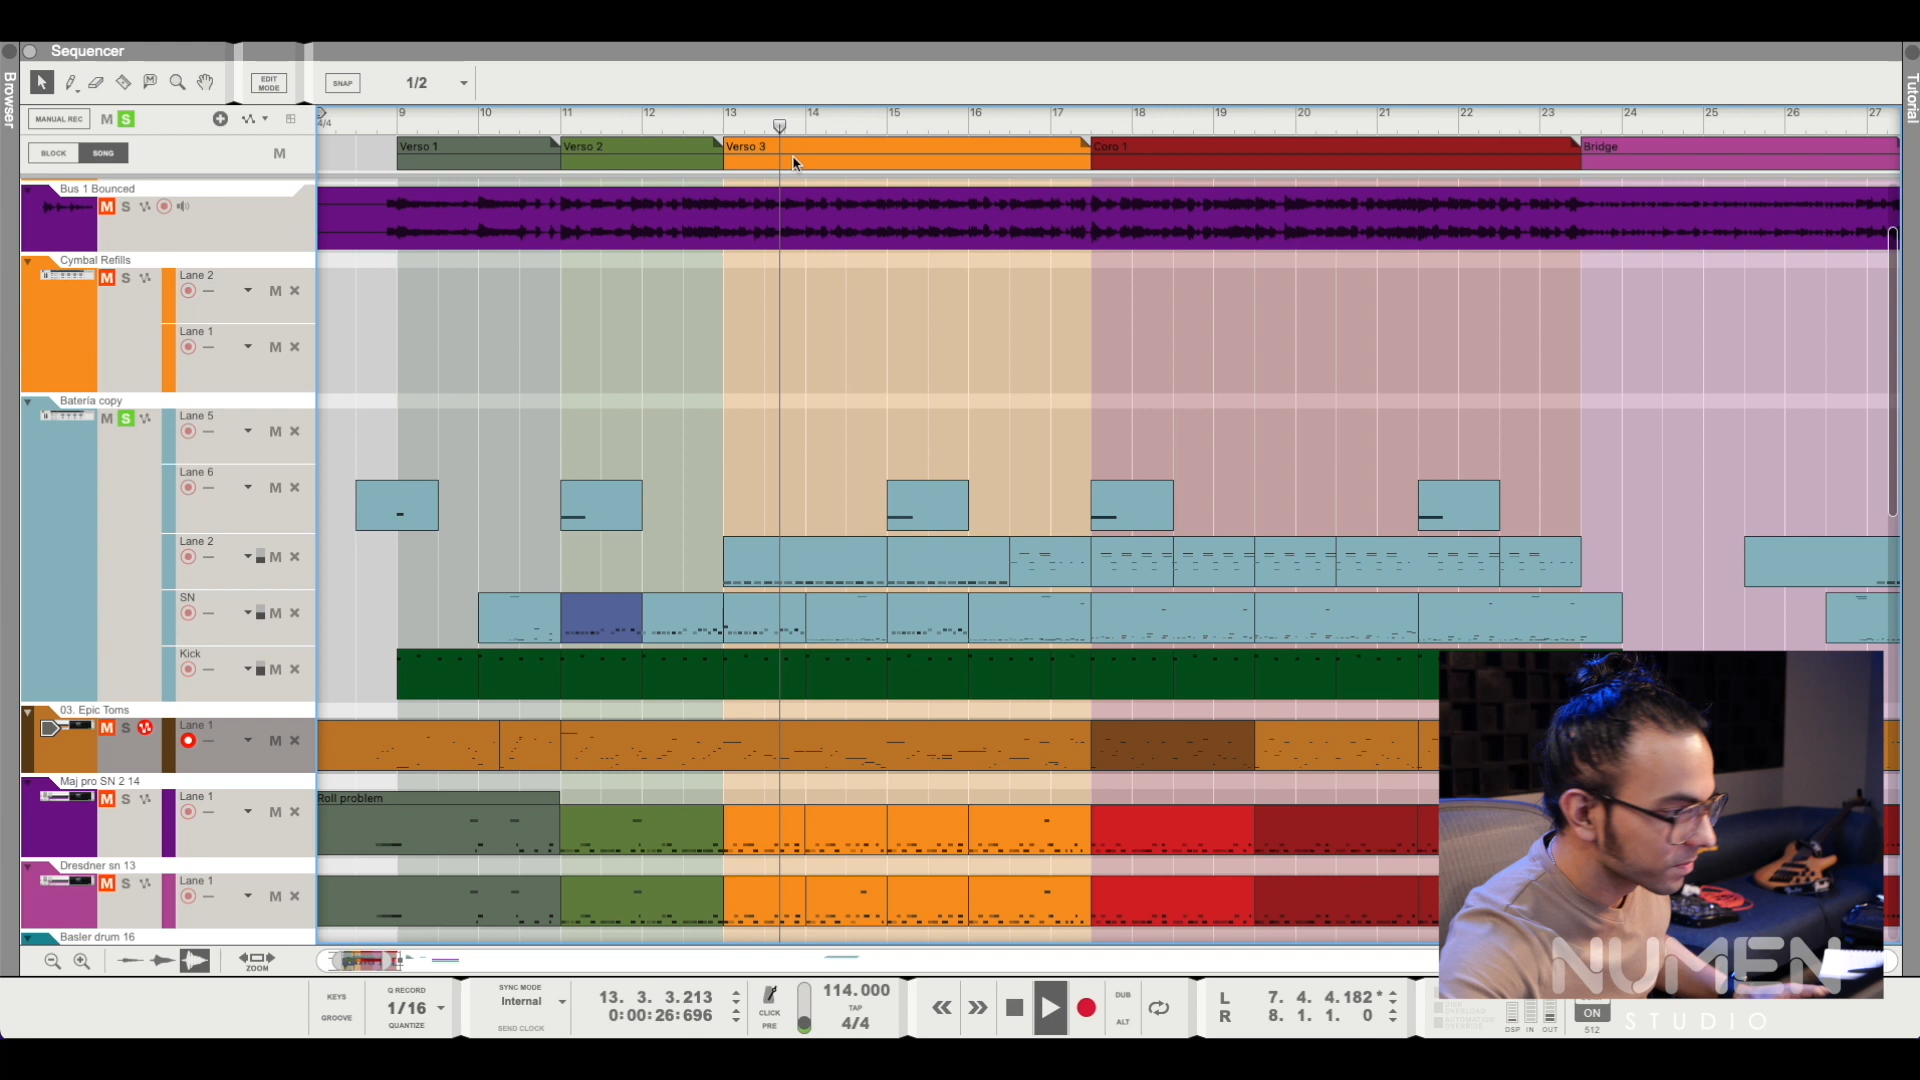 Sequencer
Browser
Tutorial
EDIT
MODE
SNAP
1/2
MANUAL REC
M S
4/4
9 10 11 12 13 14 15 16 17 18 19 20 21 22 23 24 25 26 27
BLOCK SONG M
Verso 1 Verso 2 Verso 3 Coro 1 Bridge
Bus 1 Bounced
M S
Cymbal Refills
M S
Lane 2
M
Lane 1
M
Batería copy
M S
Lane 5
M
Lane 6
M
Lane 2
M
SN
M
Kick
M
03. Epic Toms
M S
Lane 1
M
Maj pro SN 2 14
M S
Lane 1
M
Roll problem
Dresdner sn 13
M S
Lane 1
M
Basler drum 16
ZOOM
KEYS
GROOVE
Q RECORD
1/16
QUANTIZE
SYNC MODE
Internal
SEND CLOCK
13. 3. 3.213
0:00:26:696
CLICK
PRE
114.000
TAP
4/4
DUB
ALT
L 7. 4. 4.182 *
R 8. 1. 1. 0
DSP IN OUT
ON
512
NUMEN
STUDIO